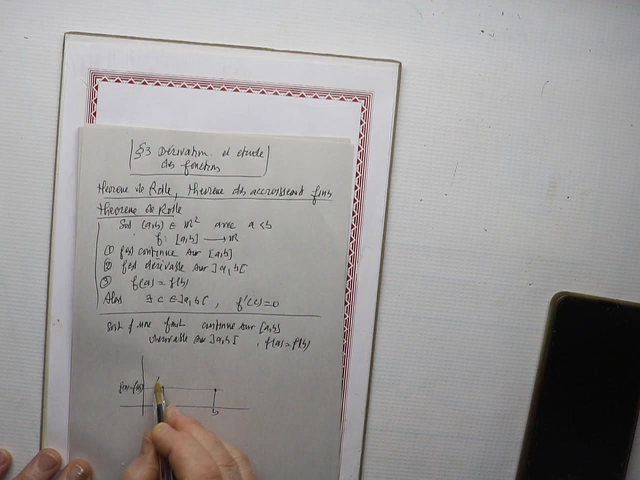 §3 Dérivation et étude
des fonctions
théorème de Rolle, théorème des accroissements finis
théorème de Rolle
Soit (a,b) ∈ ℝ² avec a < b
f: [a,b] → ℝ
① f est continue sur [a,b]
② f est dérivable sur ]a,b[
③ f(a) = f(b)
Alors ∃ c ∈ ]a,b[ , f'(c) = 0
Soit f une fonct continue sur [a,b]
dérivable sur ]a,b[ , f(a) = f(b)
f(a)=f(b)
b